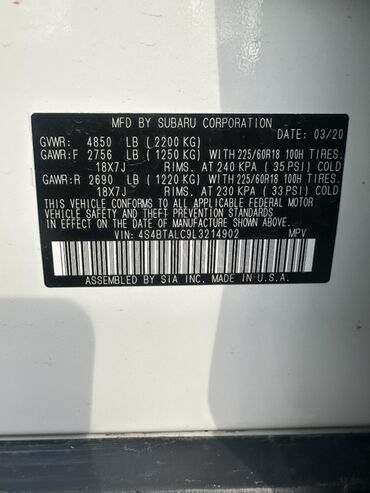 MFD BY SUBARU CORPORATION
DATE: 03/20
GVWR: 4850 LB (2200 KG)
GAWR:F 2756 LB (1250 KG) WITH 225/60R18 100H TIRES.
18X7J RIMS. AT 240 KPA (35 PSI) COLD
GAWR:R 2690 LB (1220 KG) WITH 225/60R18 100H TIRES.
18X7J RIMS. AT 230 KPA (33 PSI) COLD
THIS VEHICLE CONFORMS TO ALL APPLICABLE FEDERAL MOTOR
VEHICLE SAFETY STANDARDS IN EFFECT ON THE DATE OF
MANUFACTURE SHOWN ABOVE.
VIN: 4S4BTALC9L3214902 MPV
ASSEMBLED BY SIA INC. MADE IN U.S.A.